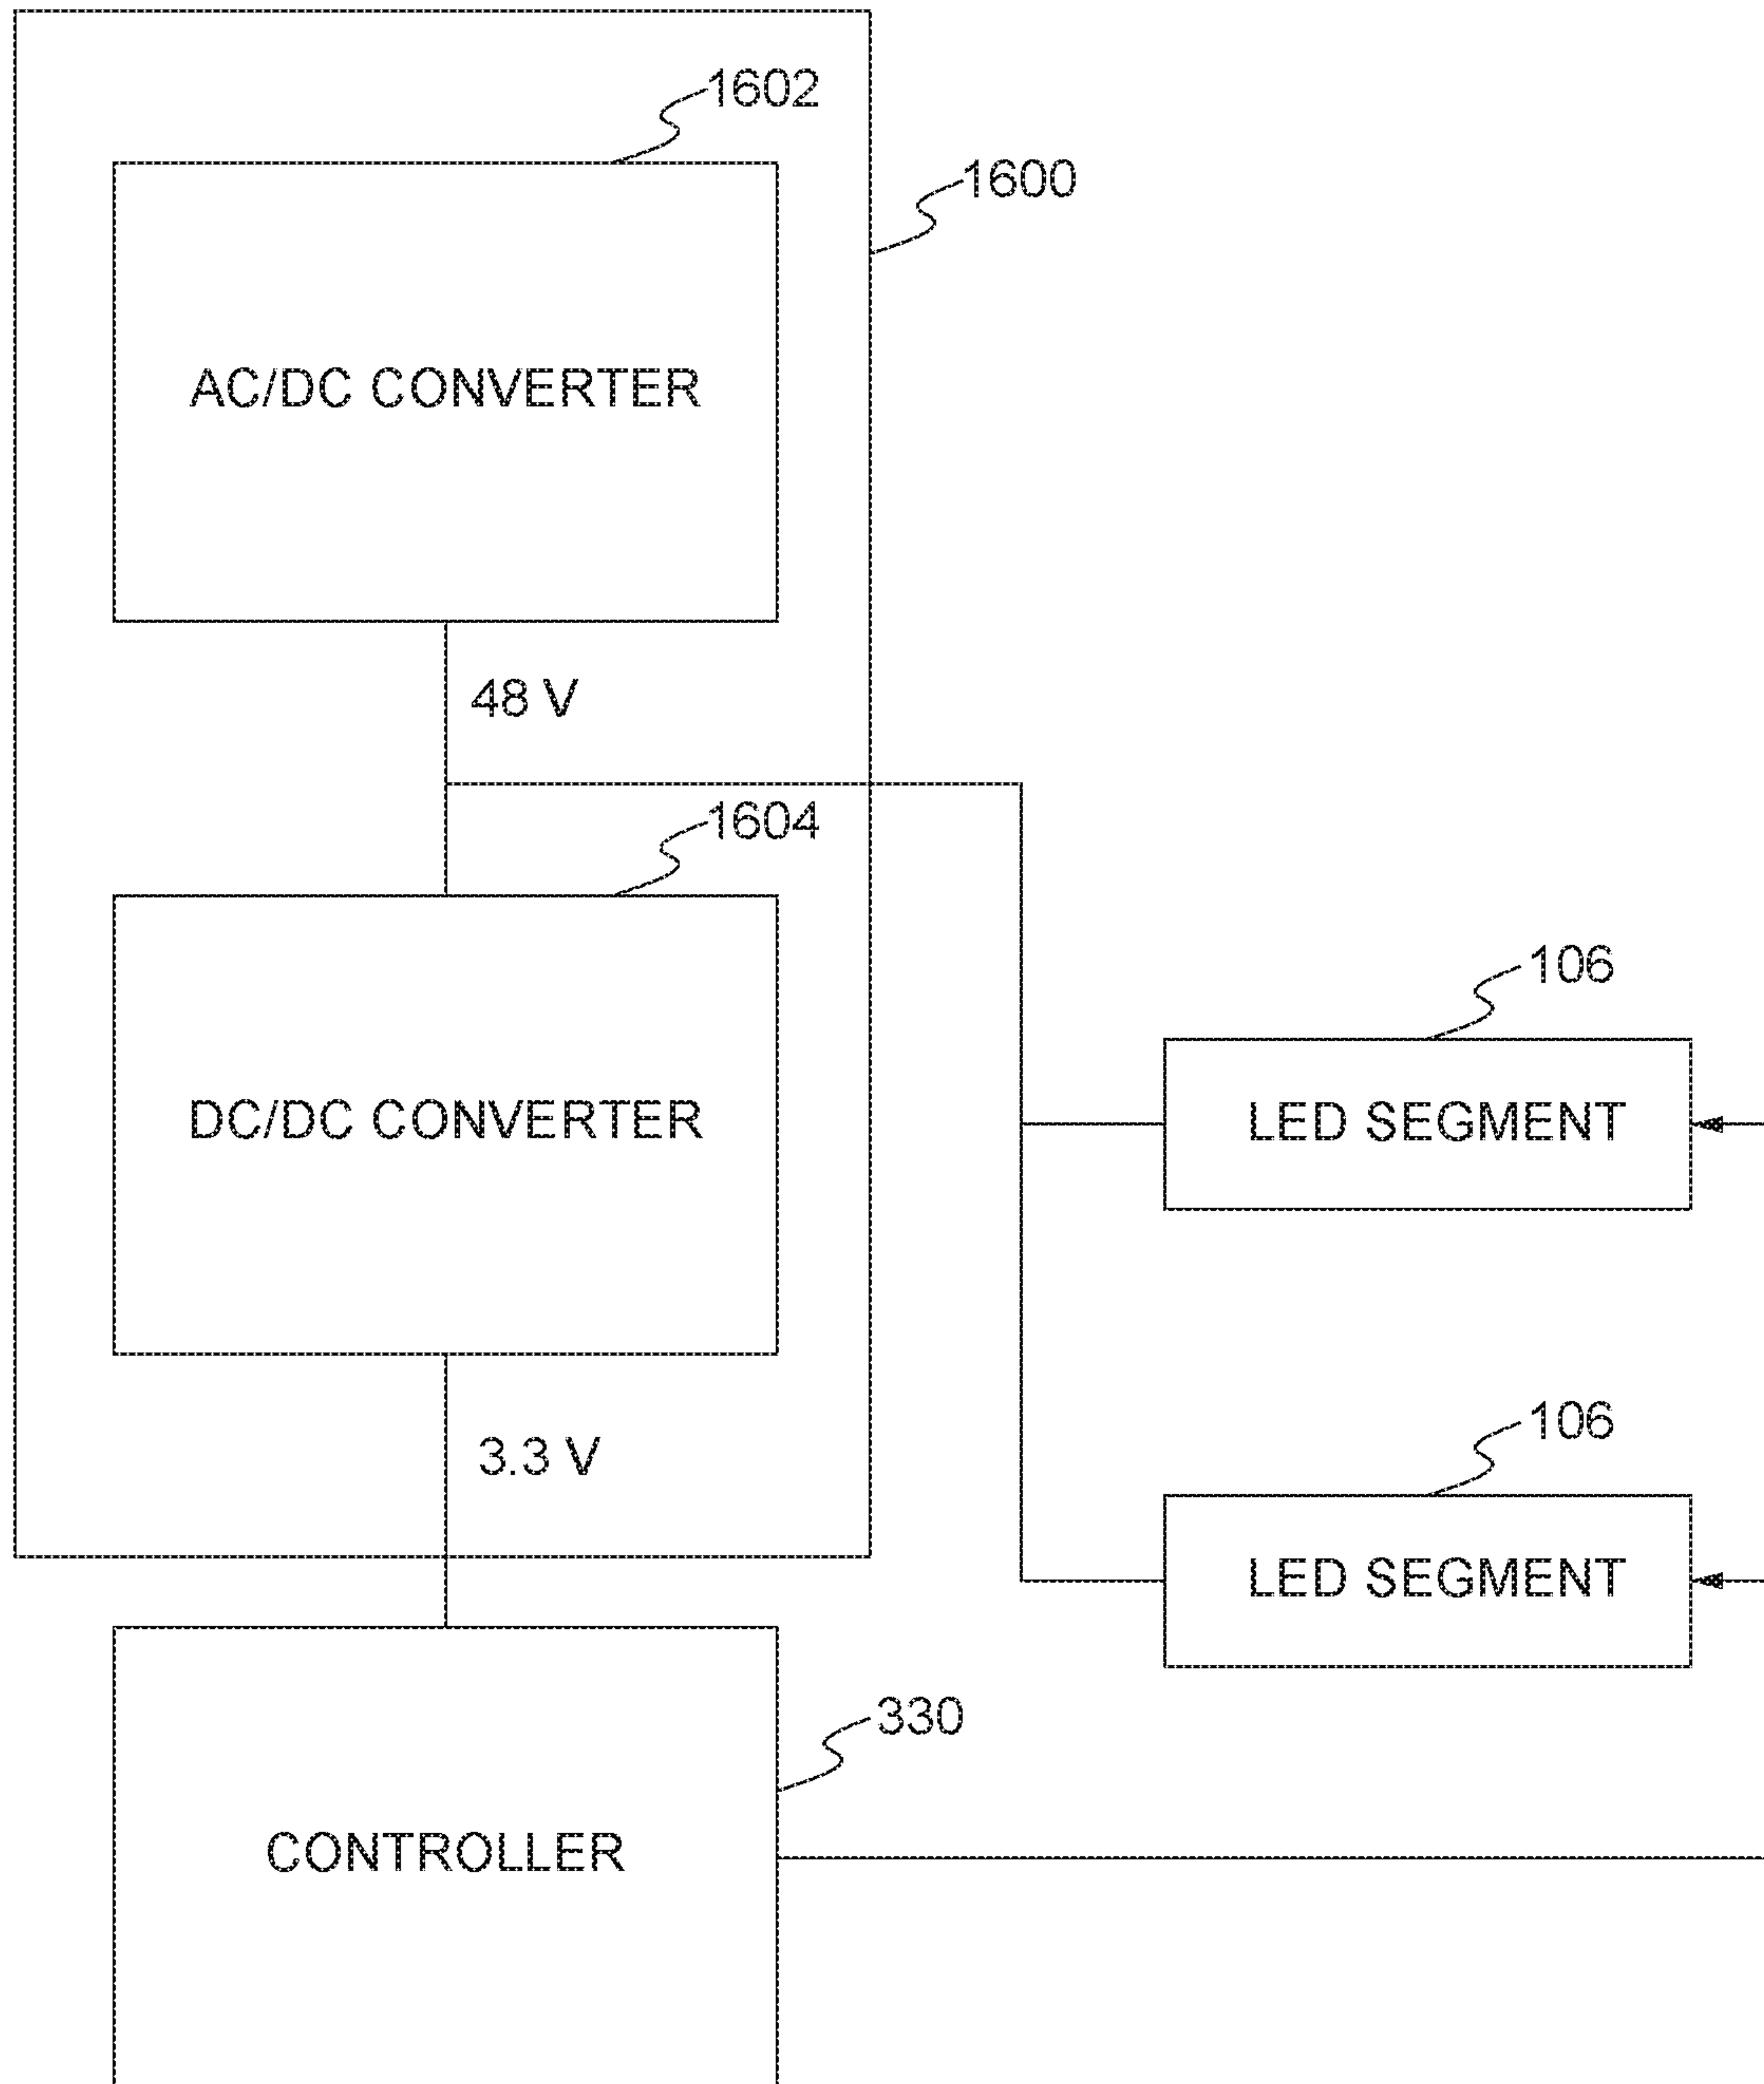 1602
1600
AC/DC CONVERTER
48 V
1604
106
DC/DC CONVERTER
LED SEGMENT
106
3.3 V
LED SEGMENT
330
CONTROLLER